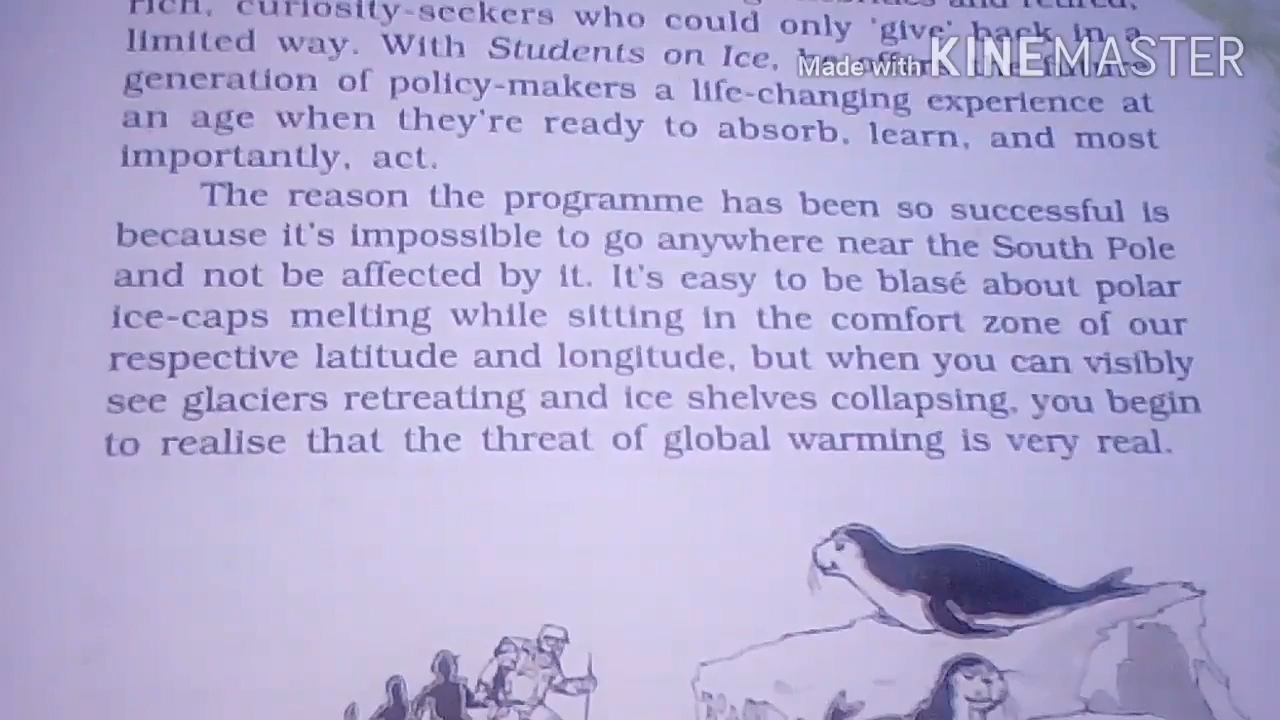 rich, curiosity-seekers who could only 'give' back in a
limited way. With Students on Ice,
Made with KINEMASTER
generation of policy-makers a life-changing experience at
an age when they're ready to absorb, learn, and most
importantly, act.
The reason the programme has been so successful is
because it's impossible to go anywhere near the South Pole
and not be affected by it. It's easy to be blasé about polar
ice-caps melting while sitting in the comfort zone of our
respective latitude and longitude, but when you can visibly
see glaciers retreating and ice shelves collapsing, you begin
to realise that the threat of global warming is very real.